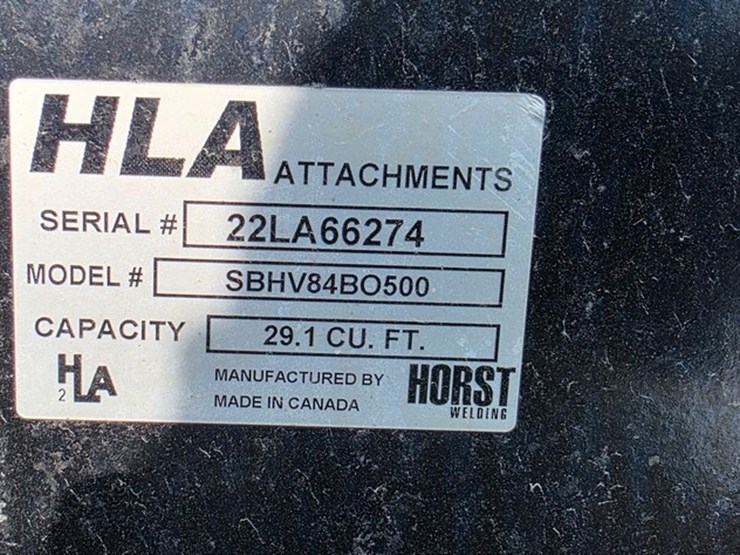 HLA ATTACHMENTS
SERIAL # 22LA66274
MODEL # SBHV84BO500
CAPACITY 29.1 CU. FT.
HLA
2
MANUFACTURED BY HORST
MADE IN CANADA WELDING